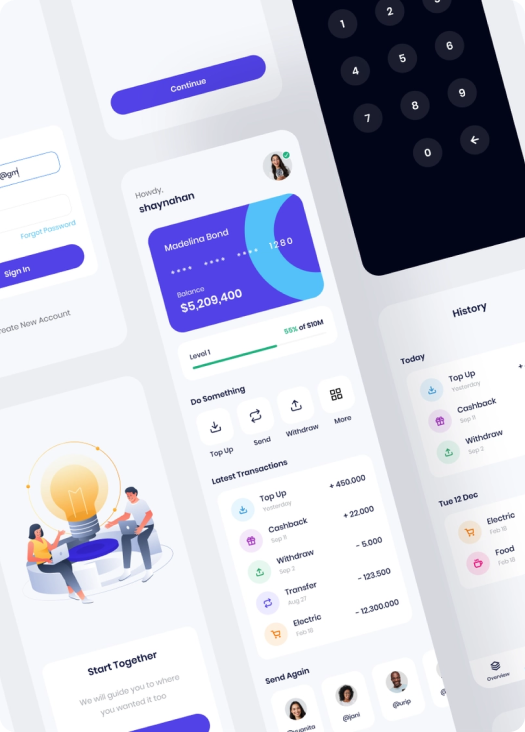 Continue
1
2
4
5
6
7
8
9
0
@gm
Forgot Password
Sign In
Create New Account
Howdy,
shaynahan
Madelina Bond
**** **** **** 1280
Balance
$5,209,400
Level 1
55% of $10M
Do Something
Top Up
Send
Withdraw
More
Latest Transactions
Top Up
Yesterday
+ 450.000
Cashback
Sep 11
+ 22.000
Withdraw
Sep 2
- 5.000
Transfer
Aug 27
- 123.500
Electric
Feb 18
- 12.300.000
Send Again
@jani
@urip
History
Today
Top Up
Yesterday
+
Cashback
Sep 11
Withdraw
Sep 2
Tue 12 Dec
Electric
Feb 18
Food
Feb 18
Overview
Start Together
We will guide you to where
you wanted it too